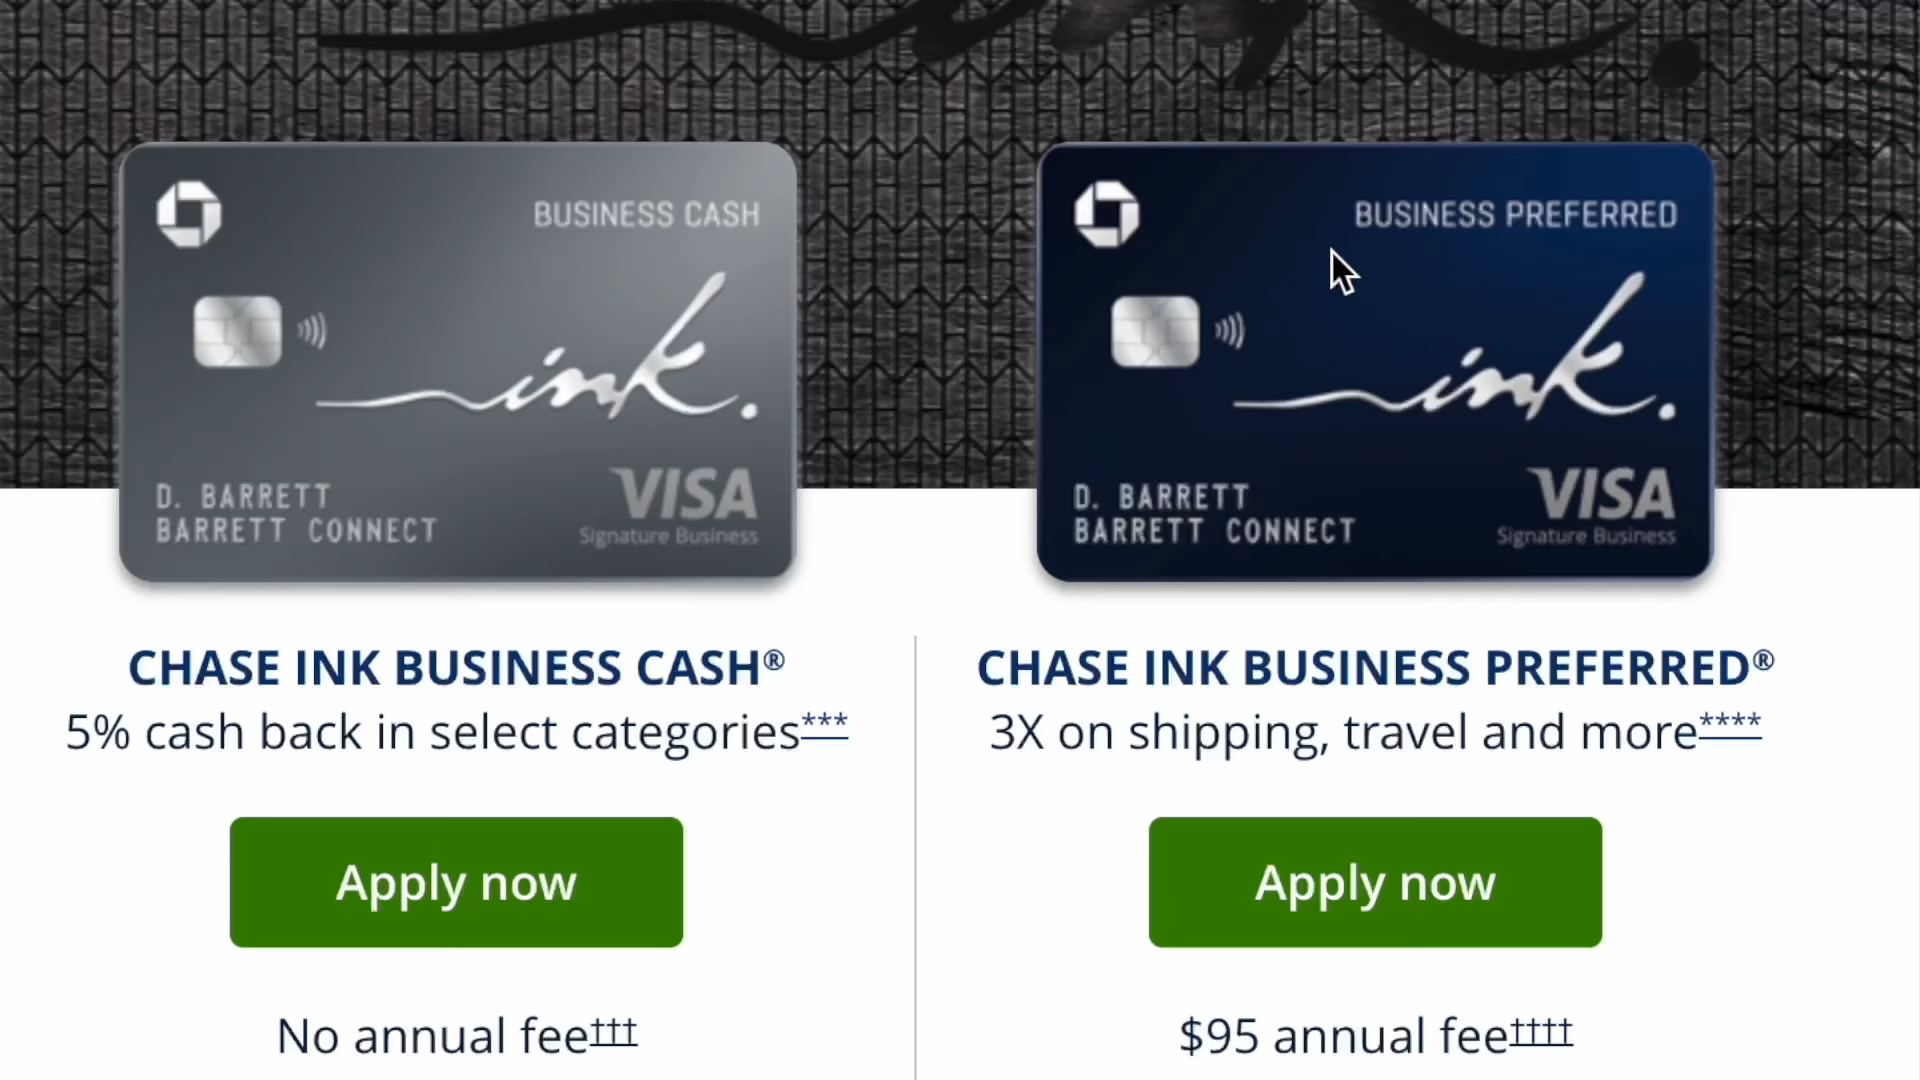 ink.
BUSINESS CASH
ink.
D. BARRETT
BARRETT CONNECT
VISA
Signature Business
BUSINESS PREFERRED
ink.
D. BARRETT
BARRETT CONNECT
VISA
Signature Business
CHASE INK BUSINESS CASH®
5% cash back in select categories***
Apply now
No annual fee†††
CHASE INK BUSINESS PREFERRED®
3X on shipping, travel and more****
Apply now
$95 annual fee††††